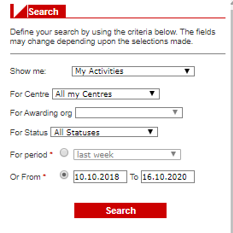 Search
Define your search by using the criteria below. The fields
may change depending upon the selections made.
Show me: My Activities
For Centre All my Centres
For Awarding org
For Status All Statuses
For period * last week
Or From * 10.10.2018 To 16.10.2020
Search